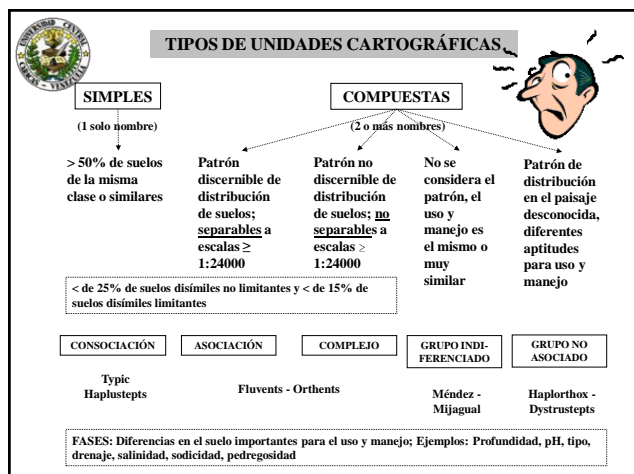 UNIVERSIDAD CENTRAL
CARACAS - VENEZUELA
TIPOS DE UNIDADES CARTOGRÁFICAS
SIMPLES
(1 solo nombre)
COMPUESTAS
(2 o más nombres)
> 50% de suelos
de la misma
clase o similares
Patrón
discernible de
distribución
de suelos;
separables a
escalas ≥
1:24000
Patrón no
discernible de
distribución
de suelos; no
separables a
escalas ≥
1:24000
No se
considera el
patrón, el
uso y
manejo es
el mismo o
muy
similar
Patrón de
distribución
en el paisaje
desconocida,
diferentes
aptitudes
para uso y
manejo
< de 25% de suelos disímiles no limitantes y < de 15% de
suelos disímiles limitantes
CONSOCIACIÓN
ASOCIACIÓN
COMPLEJO
GRUPO INDI-
FERENCIADO
GRUPO NO
ASOCIADO
Typic
Haplustepts
Fluvents - Orthents
Méndez -
Mijagual
Haplorthox -
Dystrustepts
FASES: Diferencias en el suelo importantes para el uso y manejo; Ejemplos: Profundidad, pH, tipo,
drenaje, salinidad, sodicidad, pedregosidad